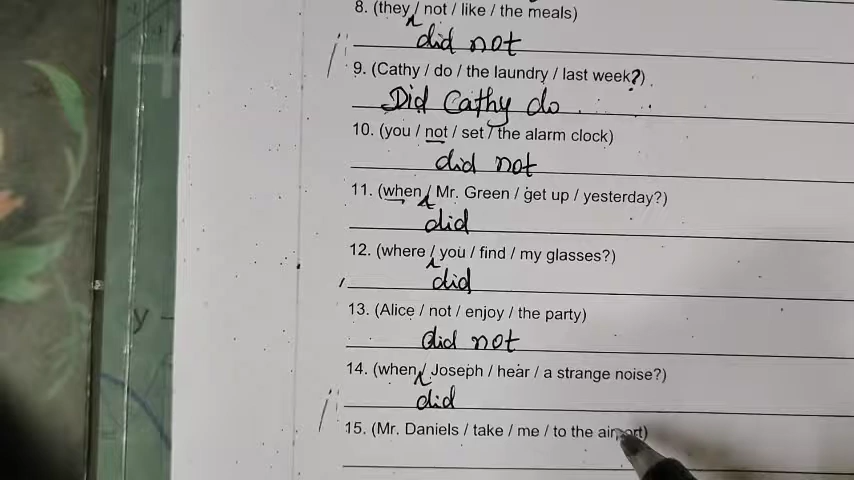 8. (they / not / like / the meals)
did not
9. (Cathy / do / the laundry / last week?)
Did Cathy do
10. (you / not / set / the alarm clock)
did not
11. (when / Mr. Green / get up / yesterday?)
did
12. (where / you / find / my glasses?)
did
13. (Alice / not / enjoy / the party)
did not
14. (when / Joseph / hear / a strange noise?)
did
15. (Mr. Daniels / take / me / to the airport)
y